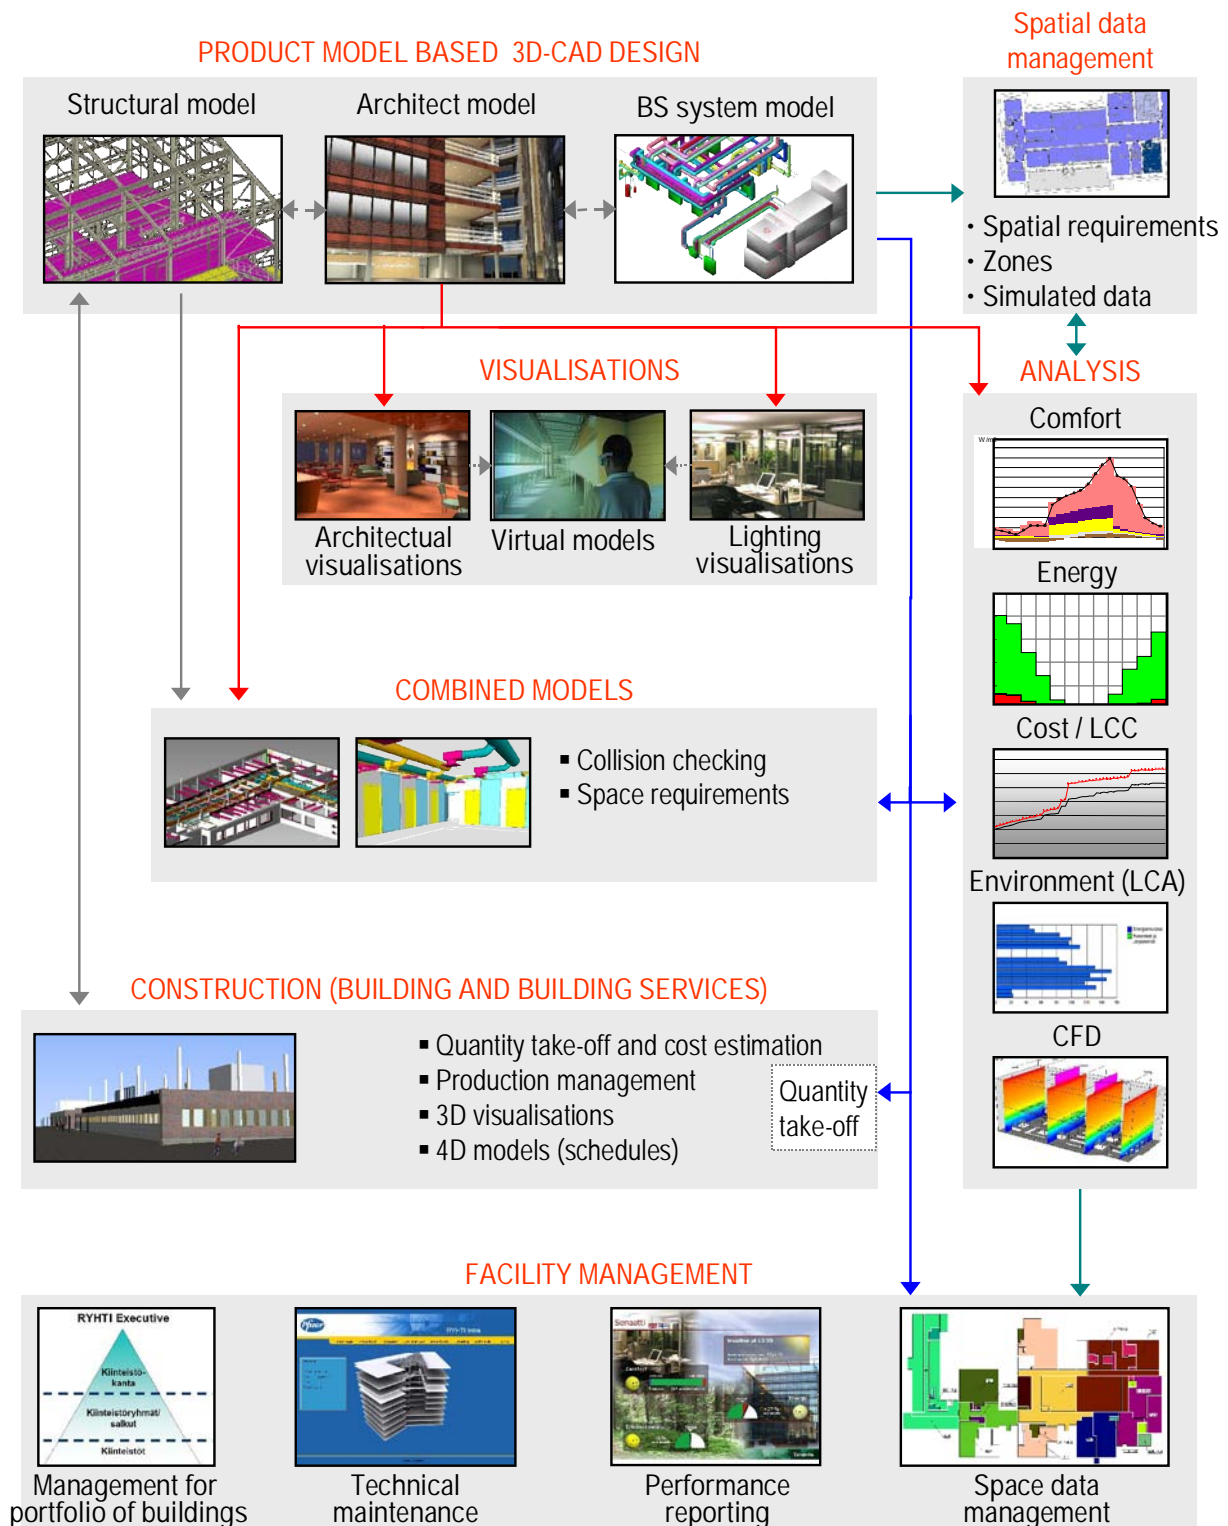 PRODUCT MODEL BASED 3D-CAD DESIGN
Spatial data
management
Structural model
Architect model
BS system model
• Spatial requirements
• Zones
• Simulated data
VISUALISATIONS
ANALYSIS
Comfort
Architectual
visualisations
Virtual models
Lighting
visualisations
Energy
COMBINED MODELS
▪ Collision checking
▪ Space requirements
Cost / LCC
Environment (LCA)
CONSTRUCTION (BUILDING AND BUILDING SERVICES)
▪ Quantity take-off and cost estimation
▪ Production management
▪ 3D visualisations
▪ 4D models (schedules)
Quantity
take-off
CFD
FACILITY MANAGEMENT
RYHTI Executive
Kiinteistö-
kanta
Kiinteistöryhmät/
salkut
Kiinteistöt
Pfizer
Senaatti
Management for
portfolio of buildings
Technical
maintenance
Performance
reporting
Space data
management